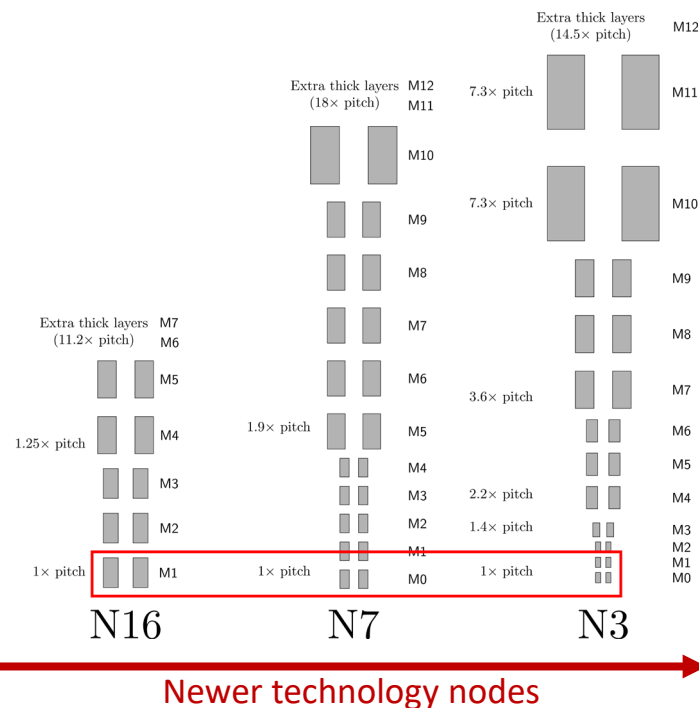 Extra thick layers
(11.2× pitch)
M7
M6
M5
1.25× pitch
M4
M3
M2
1× pitch
M1
N16
Extra thick layers
(18× pitch)
M12
M11
M10
M9
M8
M7
M6
1.9× pitch
M5
M4
M3
M2
M1
1× pitch
M0
N7
Extra thick layers
(14.5× pitch)
M12
7.3× pitch
M11
7.3× pitch
M10
M9
M8
3.6× pitch
M7
M6
M5
2.2× pitch
M4
1.4× pitch
M3
M2
M1
1× pitch
M0
N3
Newer technology nodes